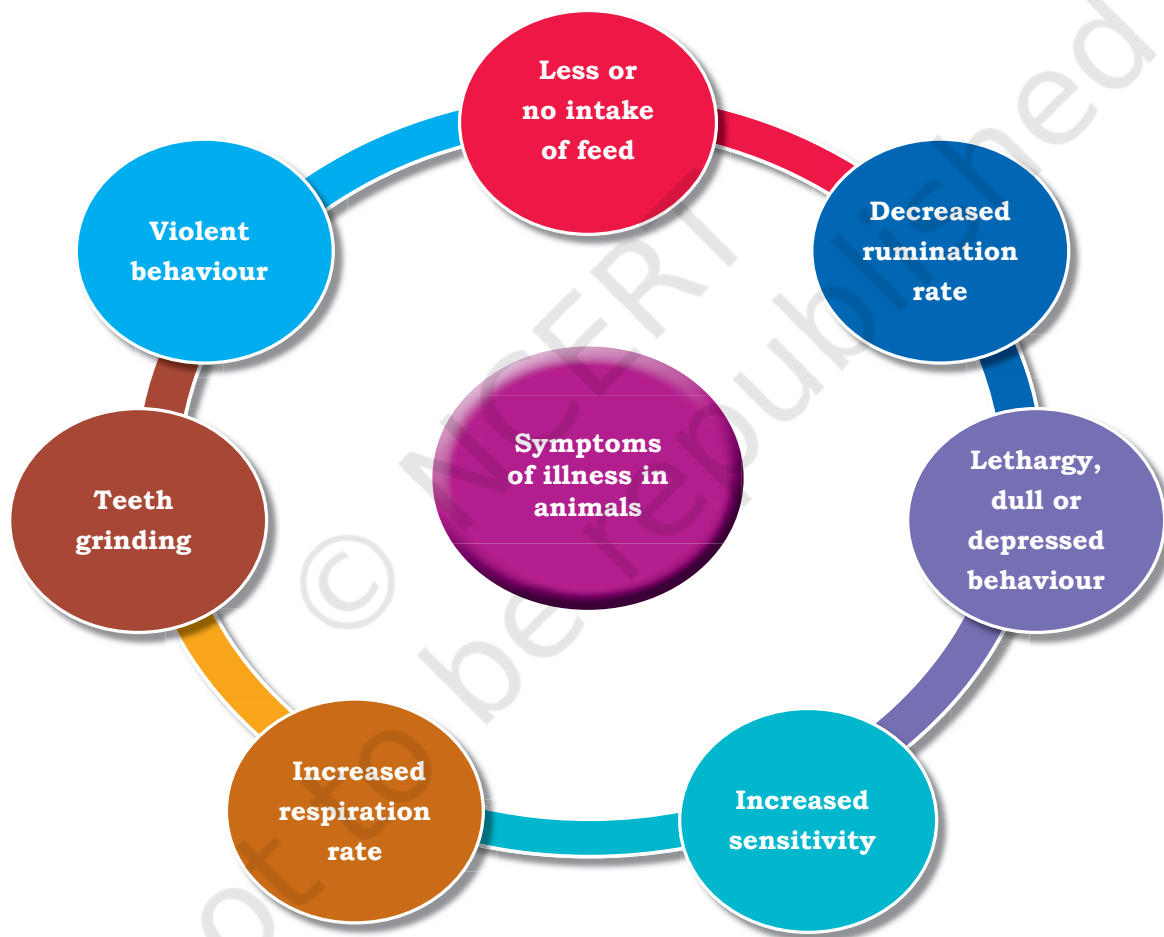 Less or
no intake
of feed
Decreased
rumination
rate
Lethargy,
dull or
depressed
behaviour
Increased
sensitivity
Increased
respiration
rate
Teeth
grinding
Violent
behaviour
Symptoms
of illness in
animals
© NCERT
not to be republished